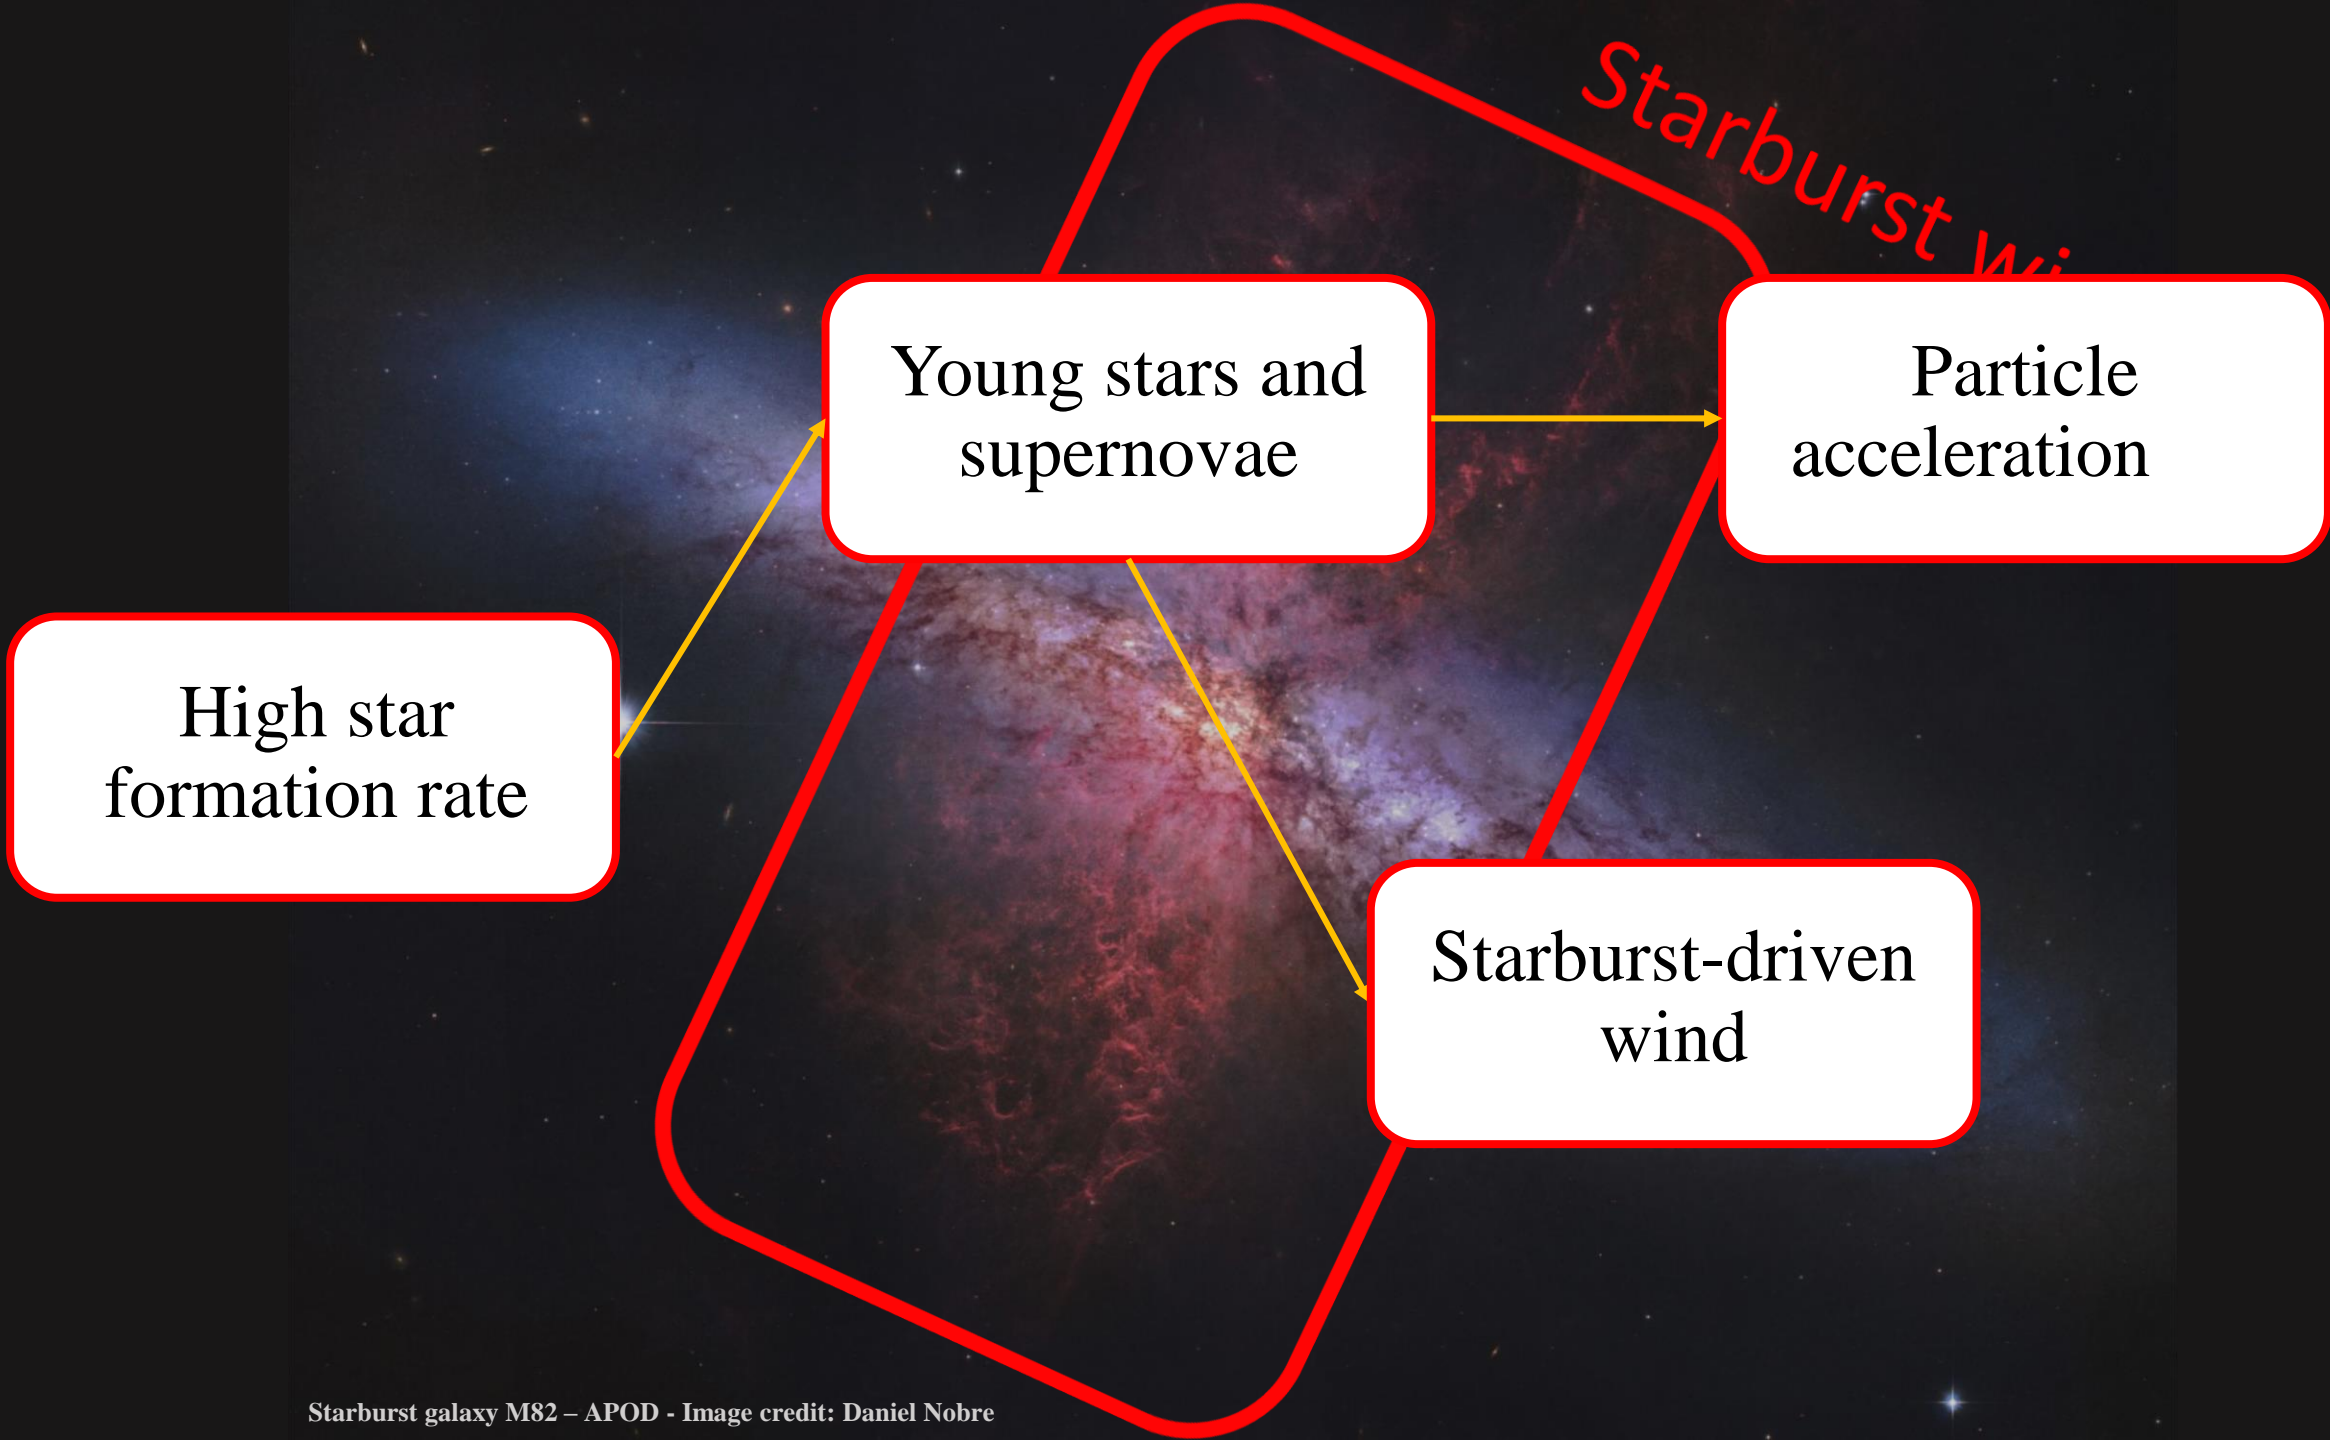 Starburst wi
Young stars and
supernovae
Particle
acceleration
High star
formation rate
Starburst-driven
wind
Starburst galaxy M82 – APOD - Image credit: Daniel Nobre